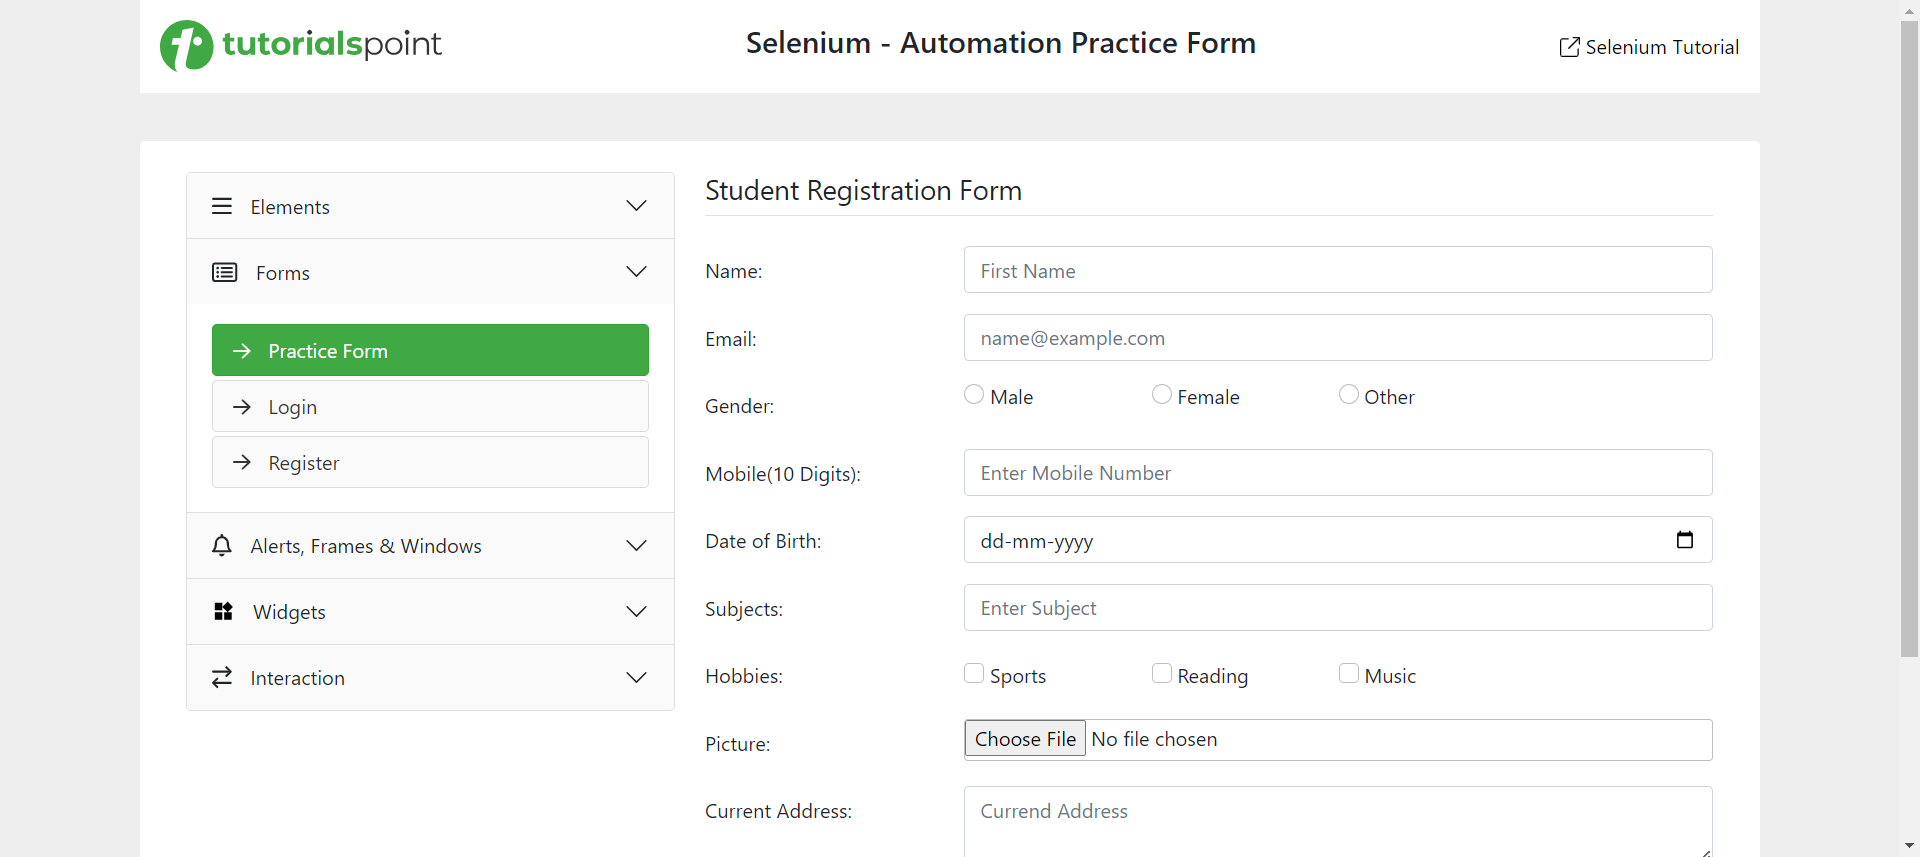 tutorialspoint
Selenium - Automation Practice Form
Selenium Tutorial
Elements
Forms
Practice Form
Login
Register
Alerts, Frames & Windows
Widgets
Interaction
Student Registration Form
Name:
First Name
Email:
name@example.com
Gender:
Male
Female
Other
Mobile(10 Digits):
Enter Mobile Number
Date of Birth:
dd-mm-yyyy
Subjects:
Enter Subject
Hobbies:
Sports
Reading
Music
Picture:
Choose File No file chosen
Current Address:
Currend Address